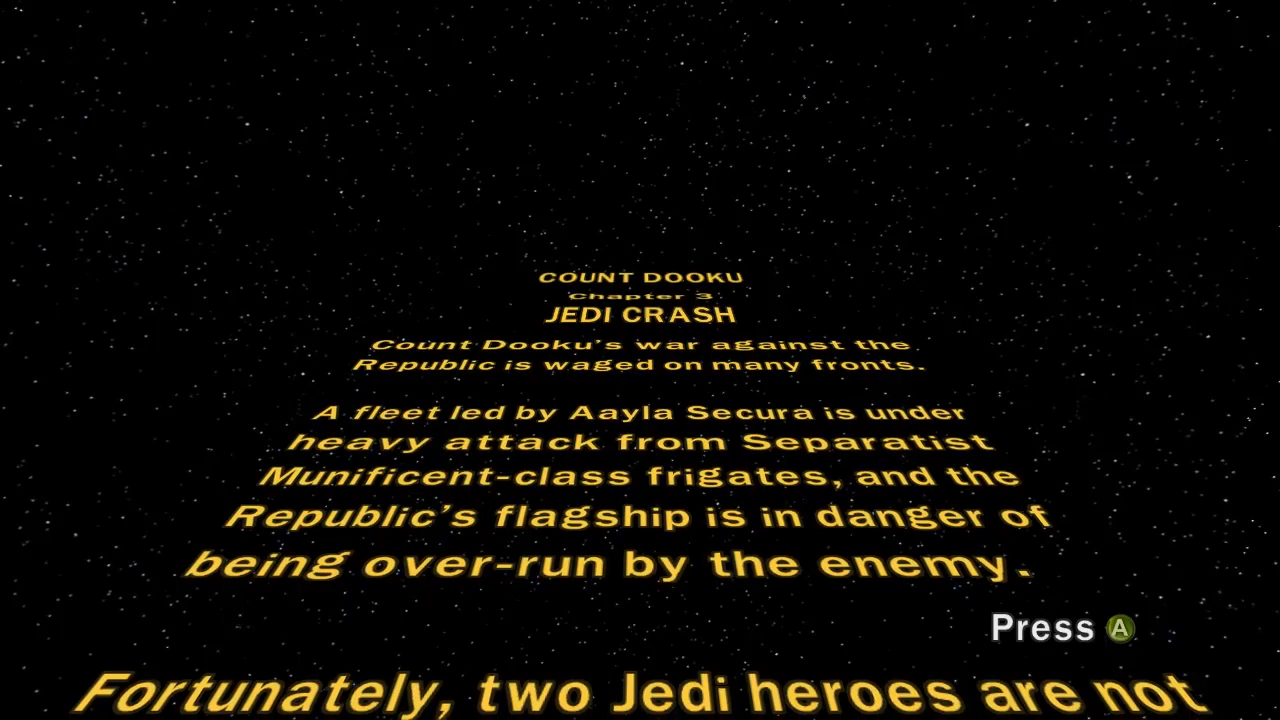 COUNT DOOKU
Chapter 3
JEDI CRASH
Count Dooku's war against the
Republic is waged on many fronts.
A fleet led by Aayla Secura is under
heavy attack from Separatist
Munificent-class frigates, and the
Republic's flagship is in danger of
being over-run by the enemy.
Press A
Fortunately, two Jedi heroes are not